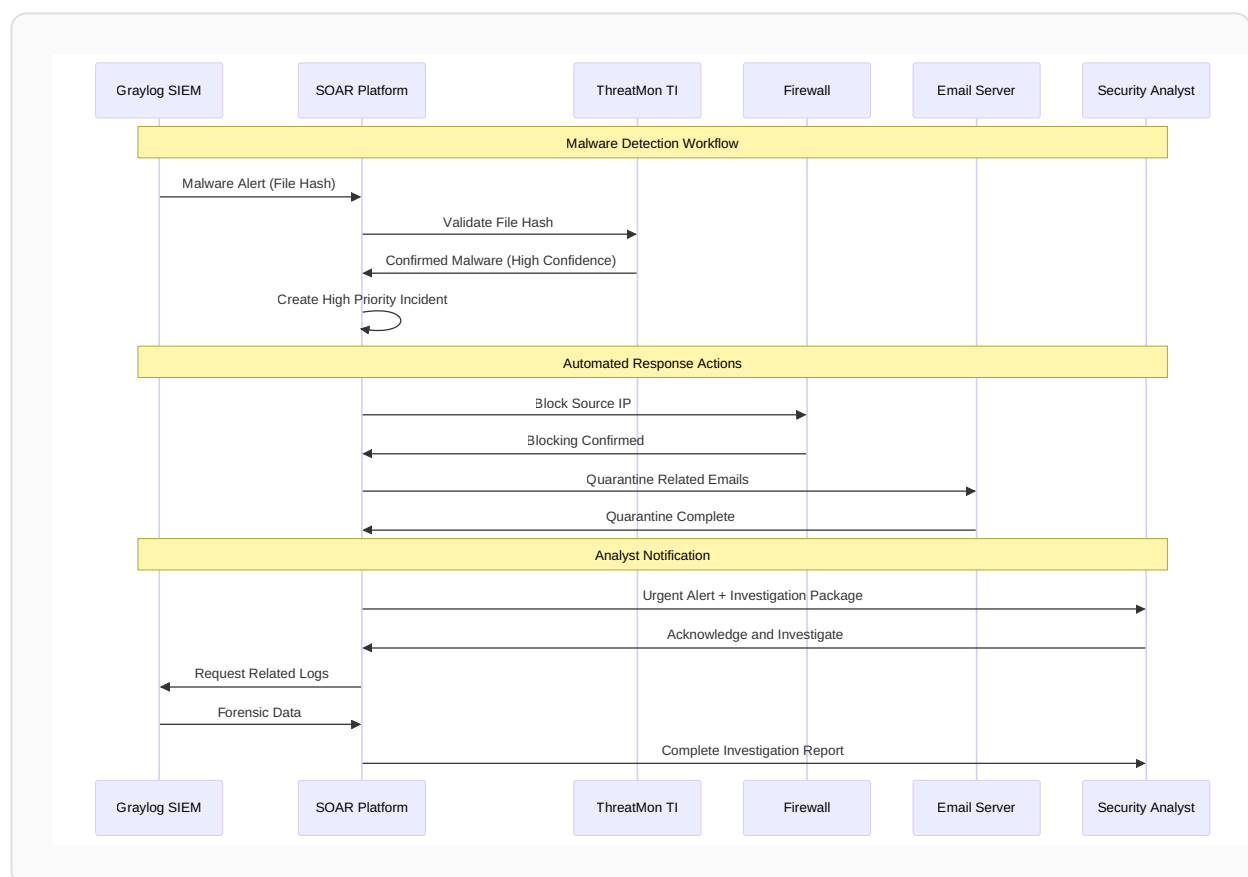 Graylog SIEM
SOAR Platform
ThreatMon TI
Firewall
Email Server
Security Analyst
Malware Detection Workflow
Malware Alert (File Hash)
Validate File Hash
Confirmed Malware (High Confidence)
Create High Priority Incident
Automated Response Actions
Block Source IP
Blocking Confirmed
Quarantine Related Emails
Quarantine Complete
Analyst Notification
Urgent Alert + Investigation Package
Acknowledge and Investigate
Request Related Logs
Forensic Data
Complete Investigation Report
Graylog SIEM
SOAR Platform
ThreatMon TI
Firewall
Email Server
Security Analyst